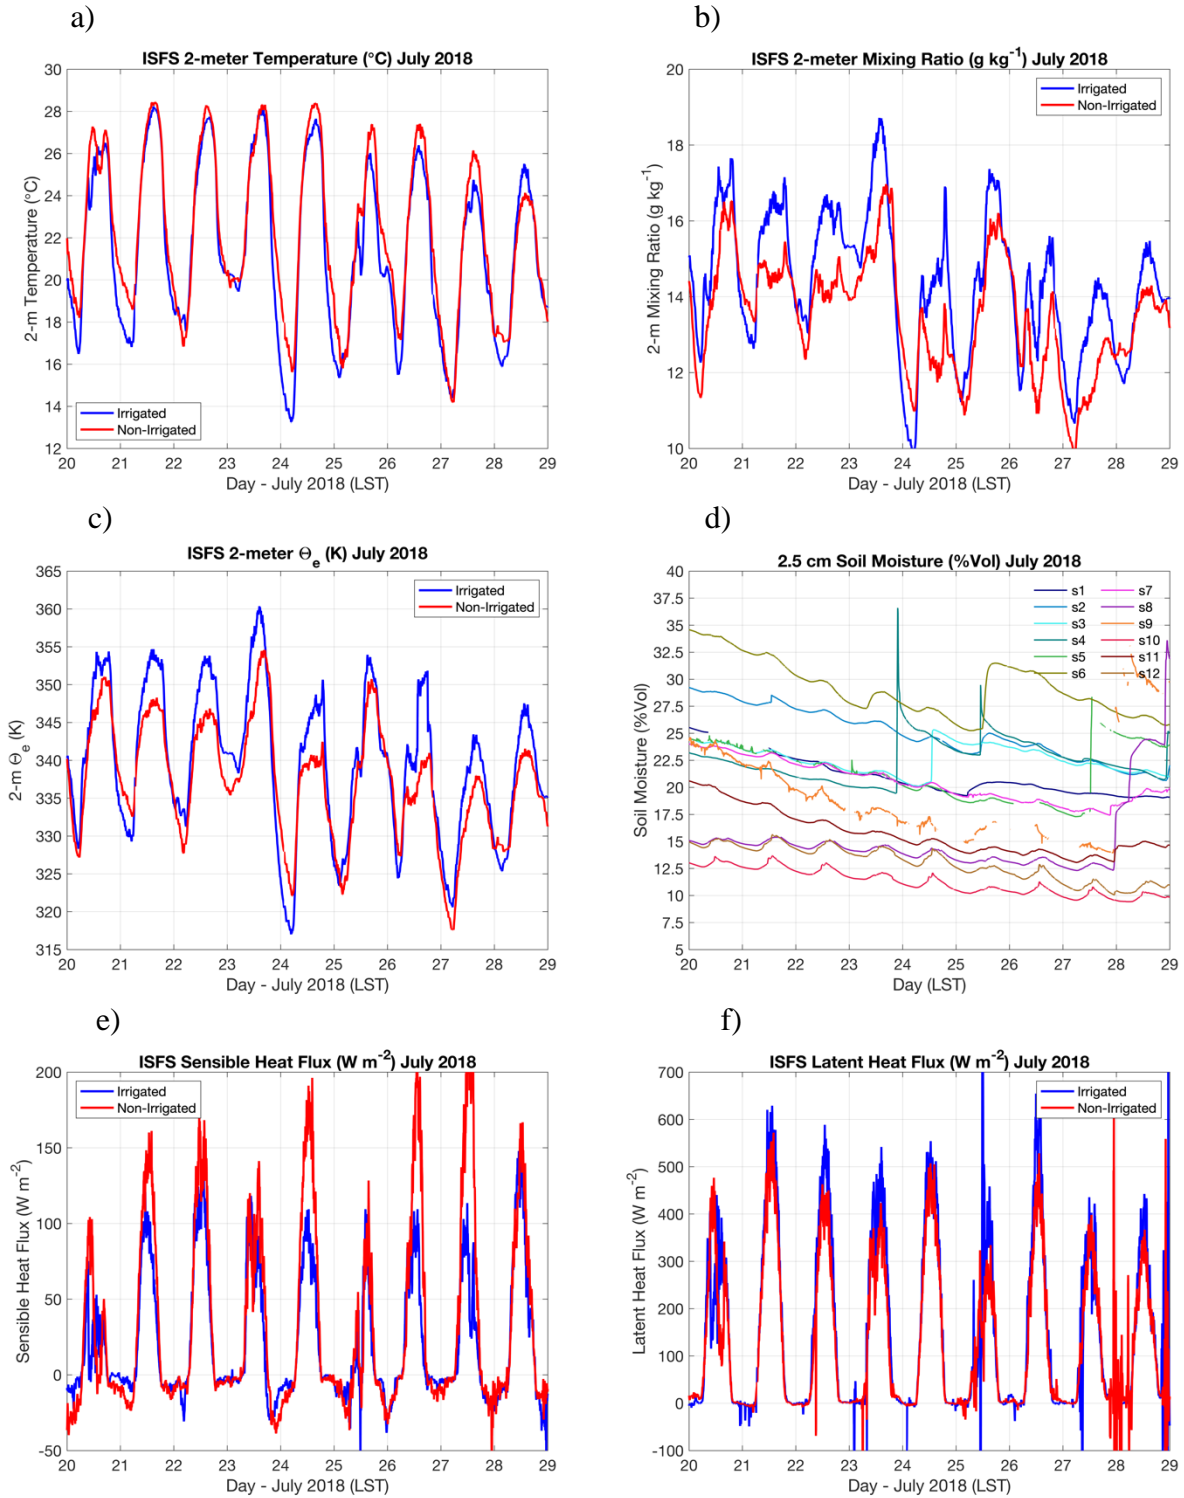 a)
ISFS 2-meter Temperature (°C) July 2018
30
28
26
24
22
20
18
16
14
12
2-m Temperature (°C)
Irrigated
Non-Irrigated
20 21 22 23 24 25 26 27 28 29
Day - July 2018 (LST)
b)
ISFS 2-meter Mixing Ratio (g kg⁻¹) July 2018
20
18
16
14
12
10
2-m Mixing Ratio (g kg⁻¹)
Irrigated
Non-Irrigated
20 21 22 23 24 25 26 27 28 29
Day - July 2018 (LST)
c)
ISFS 2-meter Θₑ (K) July 2018
365
360
355
350
345
340
335
330
325
320
315
2-m Θₑ (K)
Irrigated
Non-Irrigated
20 21 22 23 24 25 26 27 28 29
Day - July 2018 (LST)
d)
2.5 cm Soil Moisture (%Vol) July 2018
40
37.5
35
32.5
30
27.5
25
22.5
20
17.5
15
12.5
10
7.5
5
Soil Moisture (%Vol)
s1 s7
s2 s8
s3 s9
s4 s10
s5 s11
s6 s12
20 21 22 23 24 25 26 27 28 29
Day (LST)
e)
ISFS Sensible Heat Flux (W m⁻²) July 2018
200
150
100
50
0
-50
Sensible Heat Flux (W m⁻²)
Irrigated
Non-Irrigated
20 21 22 23 24 25 26 27 28 29
Day - July 2018 (LST)
f)
ISFS Latent Heat Flux (W m⁻²) July 2018
700
600
500
400
300
200
100
0
-100
Latent Heat Flux (W m⁻²)
Irrigated
Non-Irrigated
20 21 22 23 24 25 26 27 28 29
Day - July 2018 (LST)